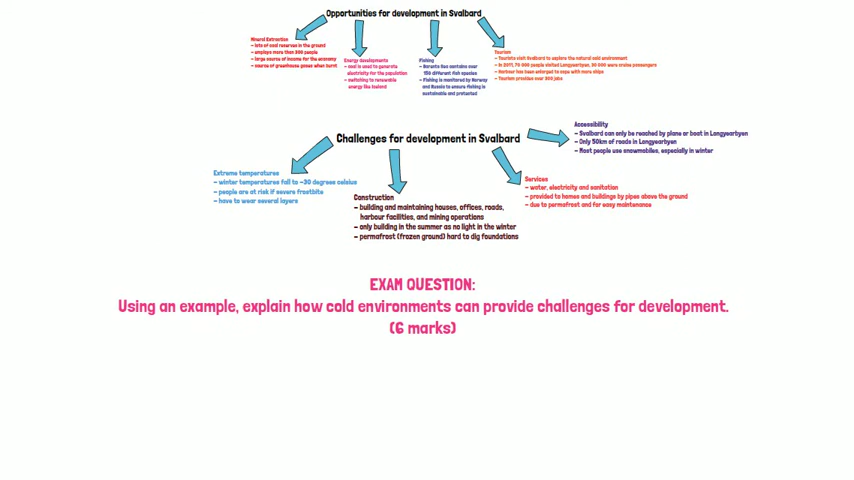 Opportunities for development in Svalbard
Mineral Extraction
- lots of coal reserves in the ground
- employs more than 300 people
- large source of income for the economy
- source of greenhouse gases when burnt
Energy developments
- coal is used to generate
electricity for the population
- switching to renewable
energy like Iceland
Fishing
- Barents Sea contains over
150 different fish species
- Fishing is monitored by Norway
and Russia to ensure fishing is
sustainable and protected
Tourism
- Tourists visit Svalbard to explore the natural cold environment
- In 2011, 70 000 people visited Longyearbyen. 30 000 were cruise passengers
- Harbour has been enlarged to cope with more ships
- Tourism provides over 300 jobs
Challenges for development in Svalbard
Accessibility
- Svalbard can only be reached by plane or boat in Longyearbyen
- Only 50km of roads in Longyearbyen
- Most people use snowmobiles, especially in winter
Extreme temperatures
- winter temperatures fall to -30 degrees celsius
- people are at risk if severe frostbite
- have to wear several layers
Construction
- building and maintaining houses, offices, roads,
harbour facilities, and mining operations
- only building in the summer as no light in the winter
- permafrost (frozen ground) hard to dig foundations
Services
- water, electricity and sanitation
- provided to homes and buildings by pipes above the ground
- due to permafrost and for easy maintenance
EXAM QUESTION:
Using an example, explain how cold environments can provide challenges for development.
(6 marks)